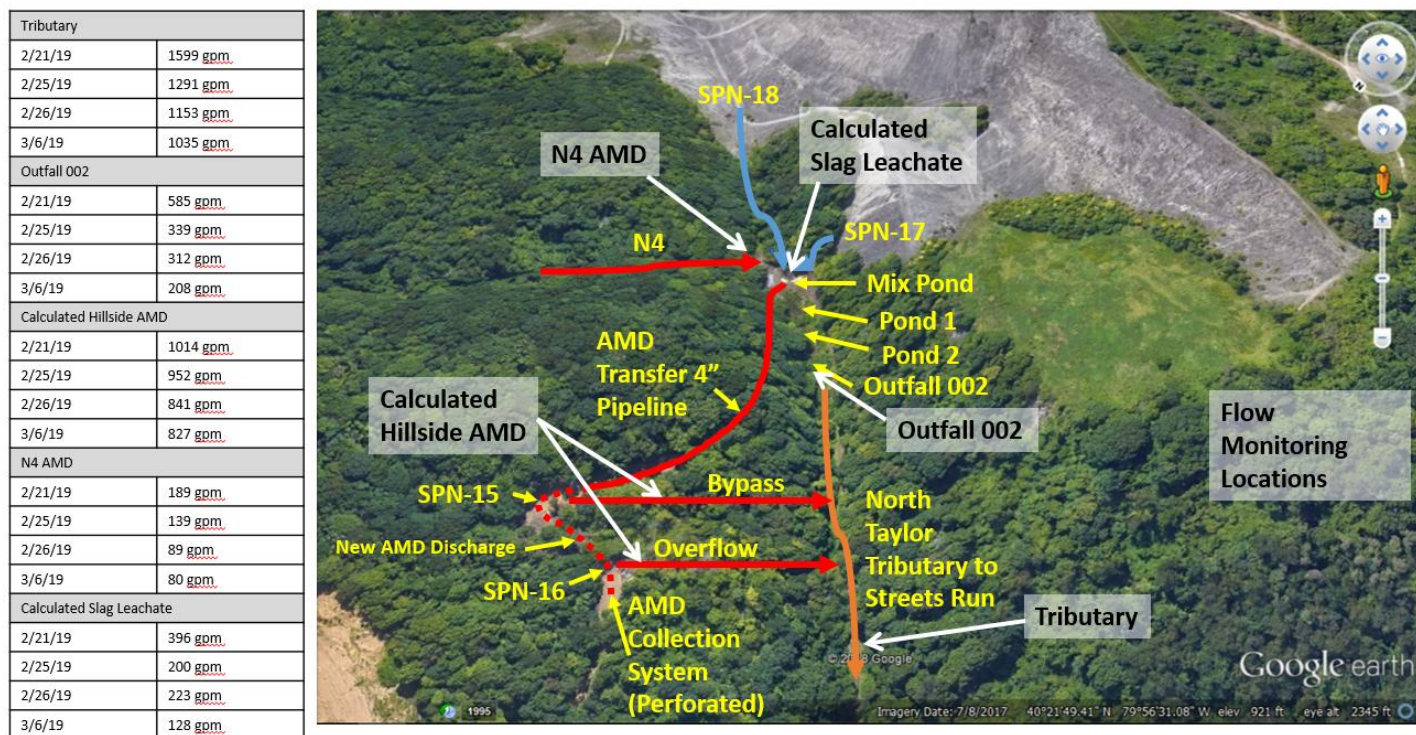 Tributary
2/21/19 1599 gpm
2/25/19 1291 gpm
2/26/19 1153 gpm
3/6/19 1035 gpm
Outfall 002
2/21/19 585 gpm
2/25/19 339 gpm
2/26/19 312 gpm
3/6/19 208 gpm
Calculated Hillside AMD
2/21/19 1014 gpm
2/25/19 952 gpm
2/26/19 841 gpm
3/6/19 827 gpm
N4 AMD
2/21/19 189 gpm
2/25/19 139 gpm
2/26/19 89 gpm
3/6/19 80 gpm
Calculated Slag Leachate
2/21/19 396 gpm
2/25/19 200 gpm
2/26/19 223 gpm
3/6/19 128 gpm
SPN-18
Calculated
Slag Leachate
N4 AMD
N4
SPN-17
Mix Pond
Pond 1
Pond 2
Outfall 002
Outfall 002
AMD
Transfer 4”
Pipeline
Calculated
Hillside AMD
Flow
Monitoring
Locations
SPN-15
Bypass
New AMD Discharge
Overflow
SPN-16
North
Taylor
Tributary to
Streets Run
AMD
Collection
System
(Perforated)
Tributary
N
Google
Google earth
1995
Imagery Date: 7/8/2017 40°21'49.41" N 79°56'31.08" W elev 921 ft eye alt 2345 ft